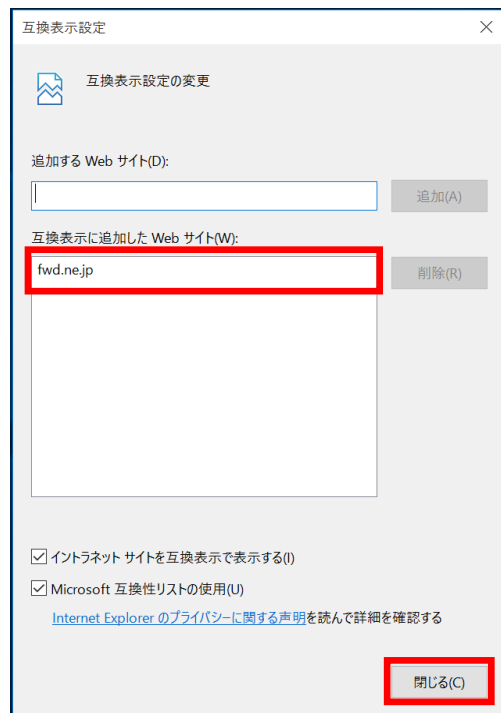 互換表示設定
互換表示設定の変更
追加する Web サイト(D):
追加(A)
互換表示に追加した Web サイト(W):
fwd.ne.jp
削除(R)
イントラネット サイトを互換表示で表示する(I)
Microsoft 互換性リストの使用(U)
Internet Explorer のプライバシーに関する声明を読んで詳細を確認する
閉じる(C)